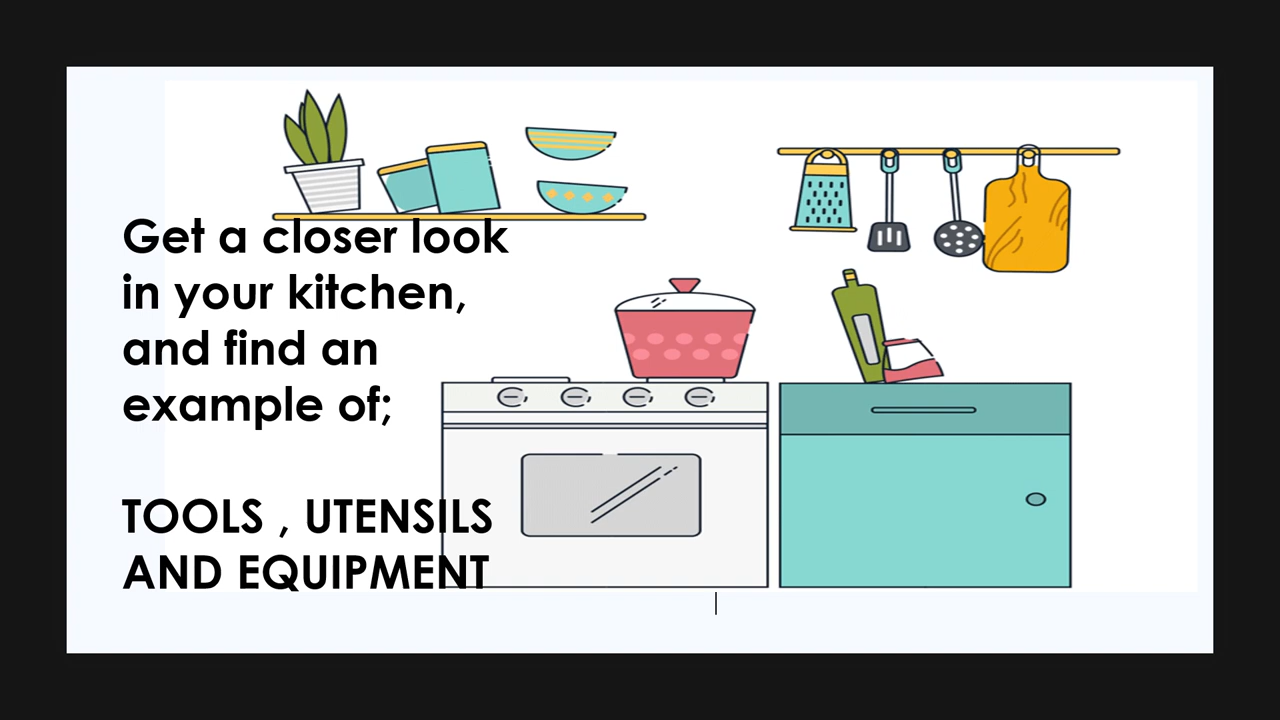 Get a closer look
in your kitchen,
and find an
example of;
TOOLS , UTENSILS
AND EQUIPMENT